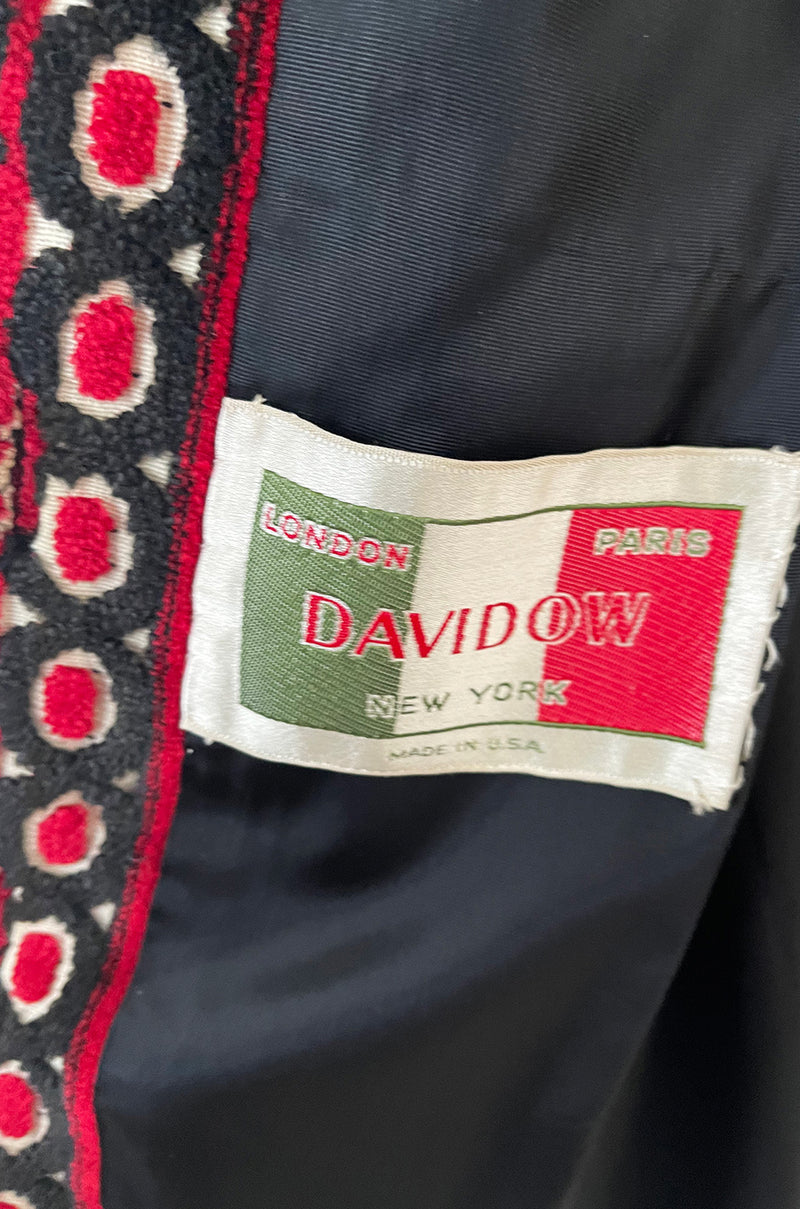 LONDON PARIS
DAVIDOW
NEW YORK
MADE IN U.S.A.